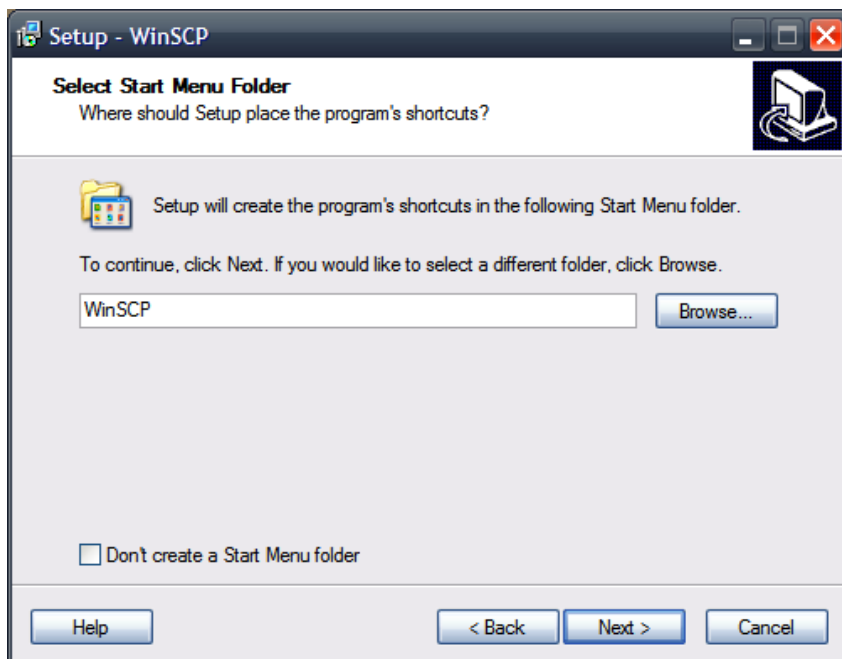 Setup - WinSCP
Select Start Menu Folder
Where should Setup place the program's shortcuts?
Setup will create the program's shortcuts in the following Start Menu folder.
To continue, click Next. If you would like to select a different folder, click Browse.
WinSCP
Browse...
Don't create a Start Menu folder
Help
< Back
Next >
Cancel